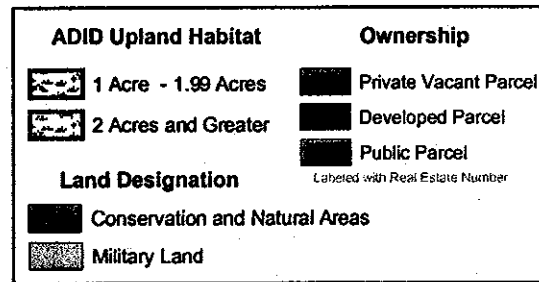 ADID Upland Habitat
1 Acre - 1.99 Acres
2 Acres and Greater
Land Designation
Conservation and Natural Areas
Military Land
Ownership
Private Vacant Parcel
Developed Parcel
Public Parcel
Labeled with Real Estate Number